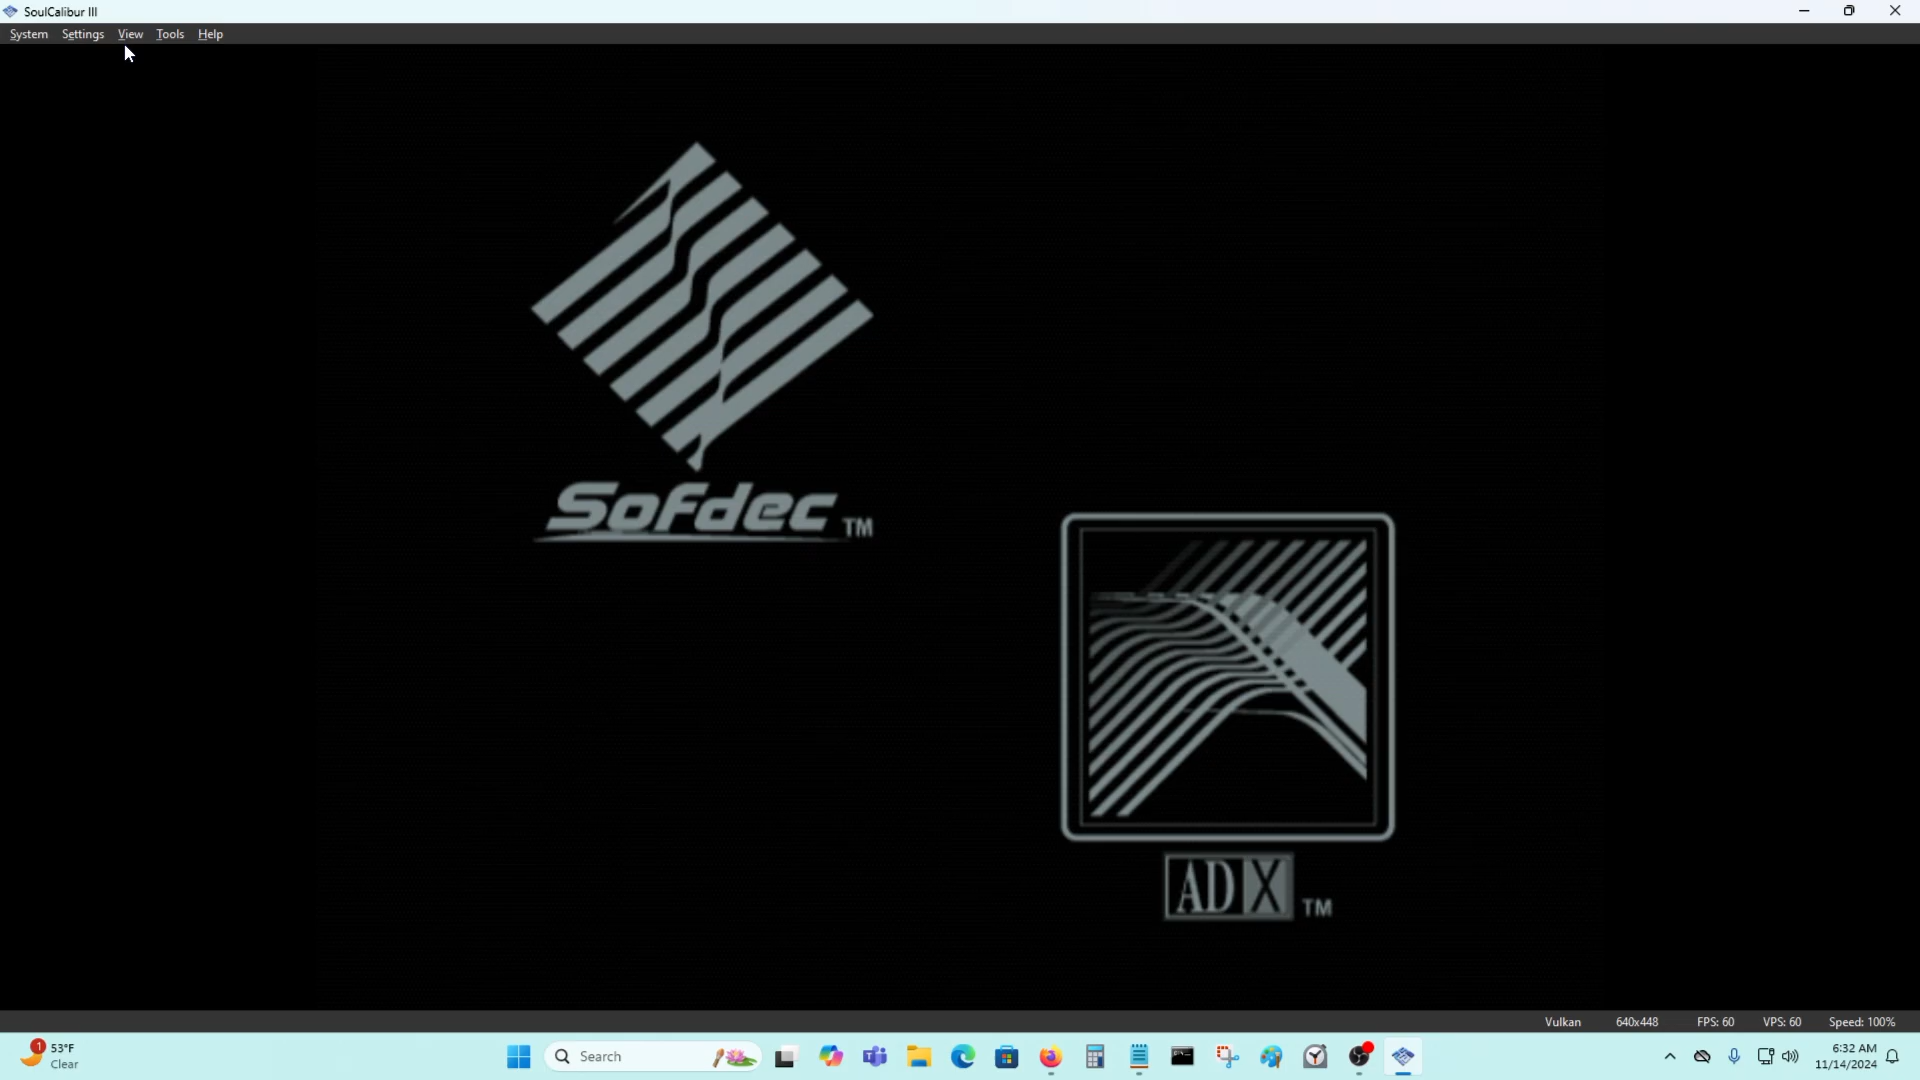 SoulCalibur III
System Settings View Tools Help
Sofdec TM
ADX TM
Vulkan 640x448 FPS: 60 VPS: 60 Speed: 100%
1 53°F
Clear
Search
6:32 AM
11/14/2024